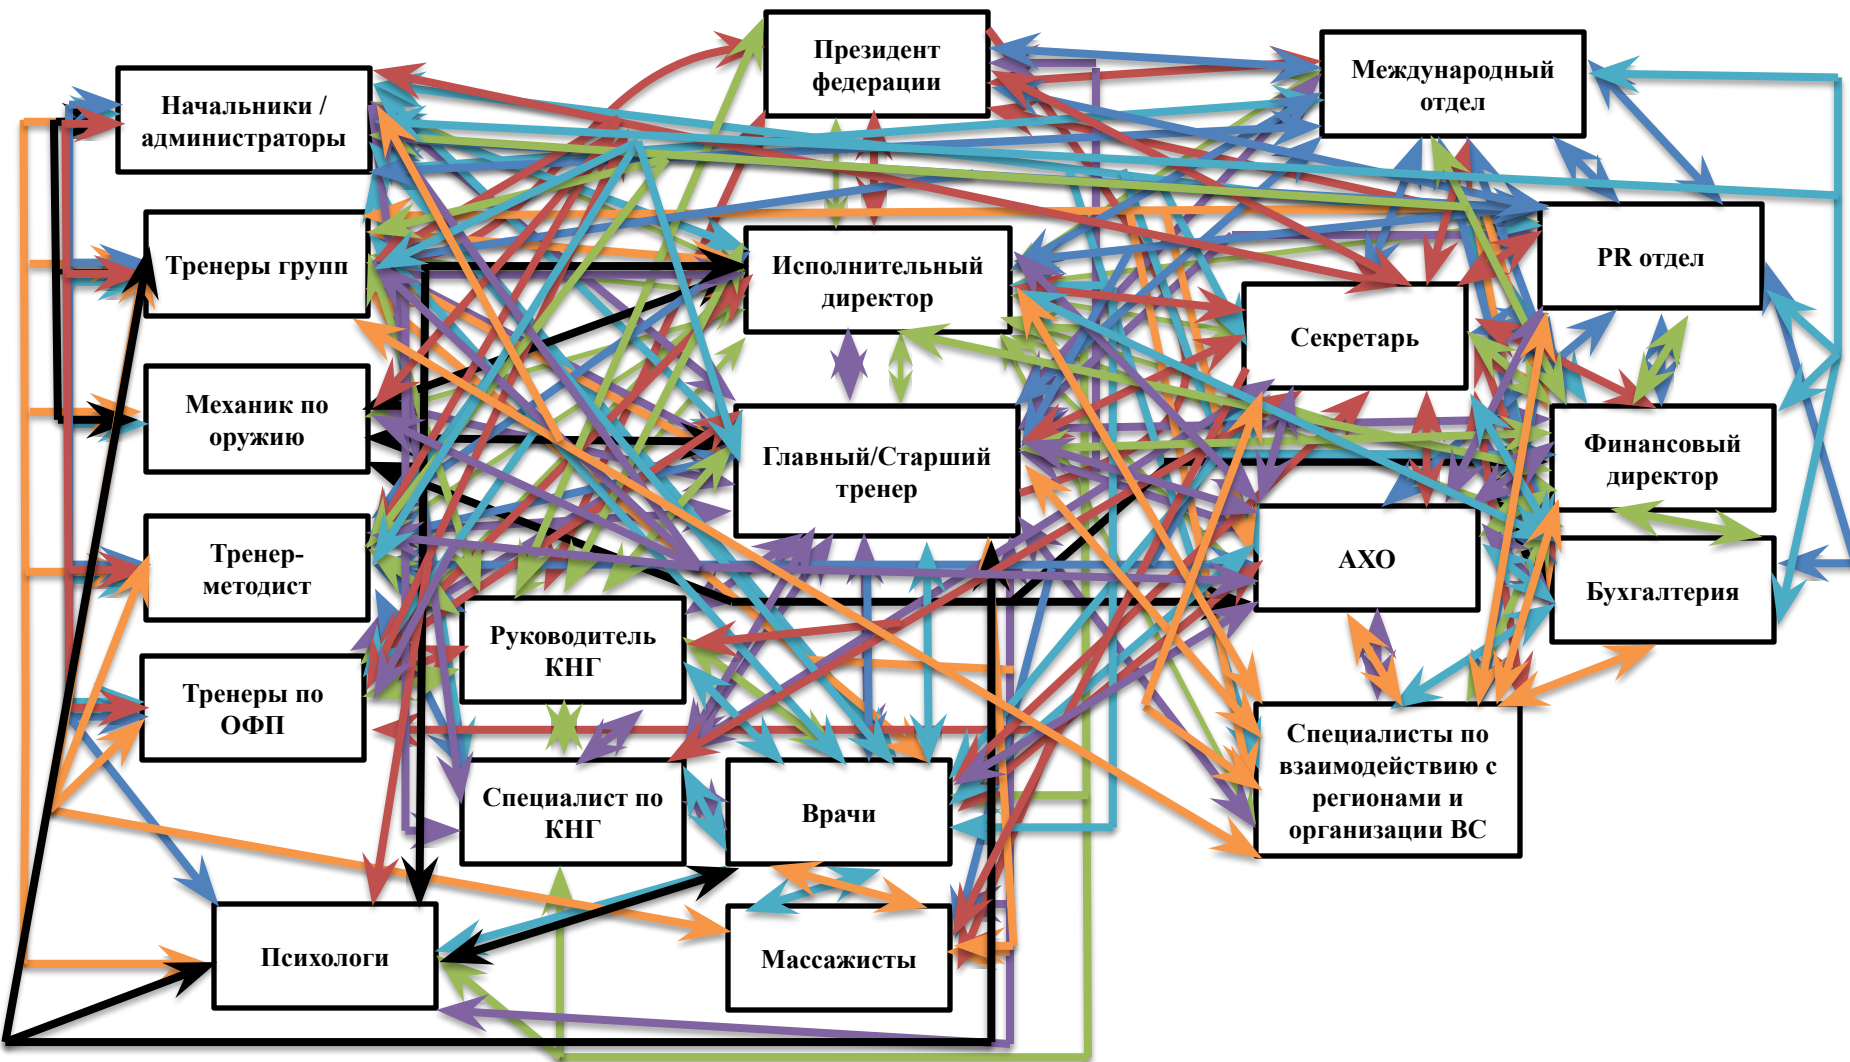 Президент
федерации
Международный
отдел
Начальники /
администраторы
Тренеры групп
Исполнительный
директор
PR отдел
Секретарь
Механик по
оружию
Главный/Старший
тренер
Финансовый
директор
Тренер-
методист
АХО
Бухгалтерия
Руководитель
КНГ
Тренеры по
ОФП
Специалист по
КНГ
Врачи
Специалисты по
взаимодействию с
регионами и
организации ВС
Психологи
Массажисты